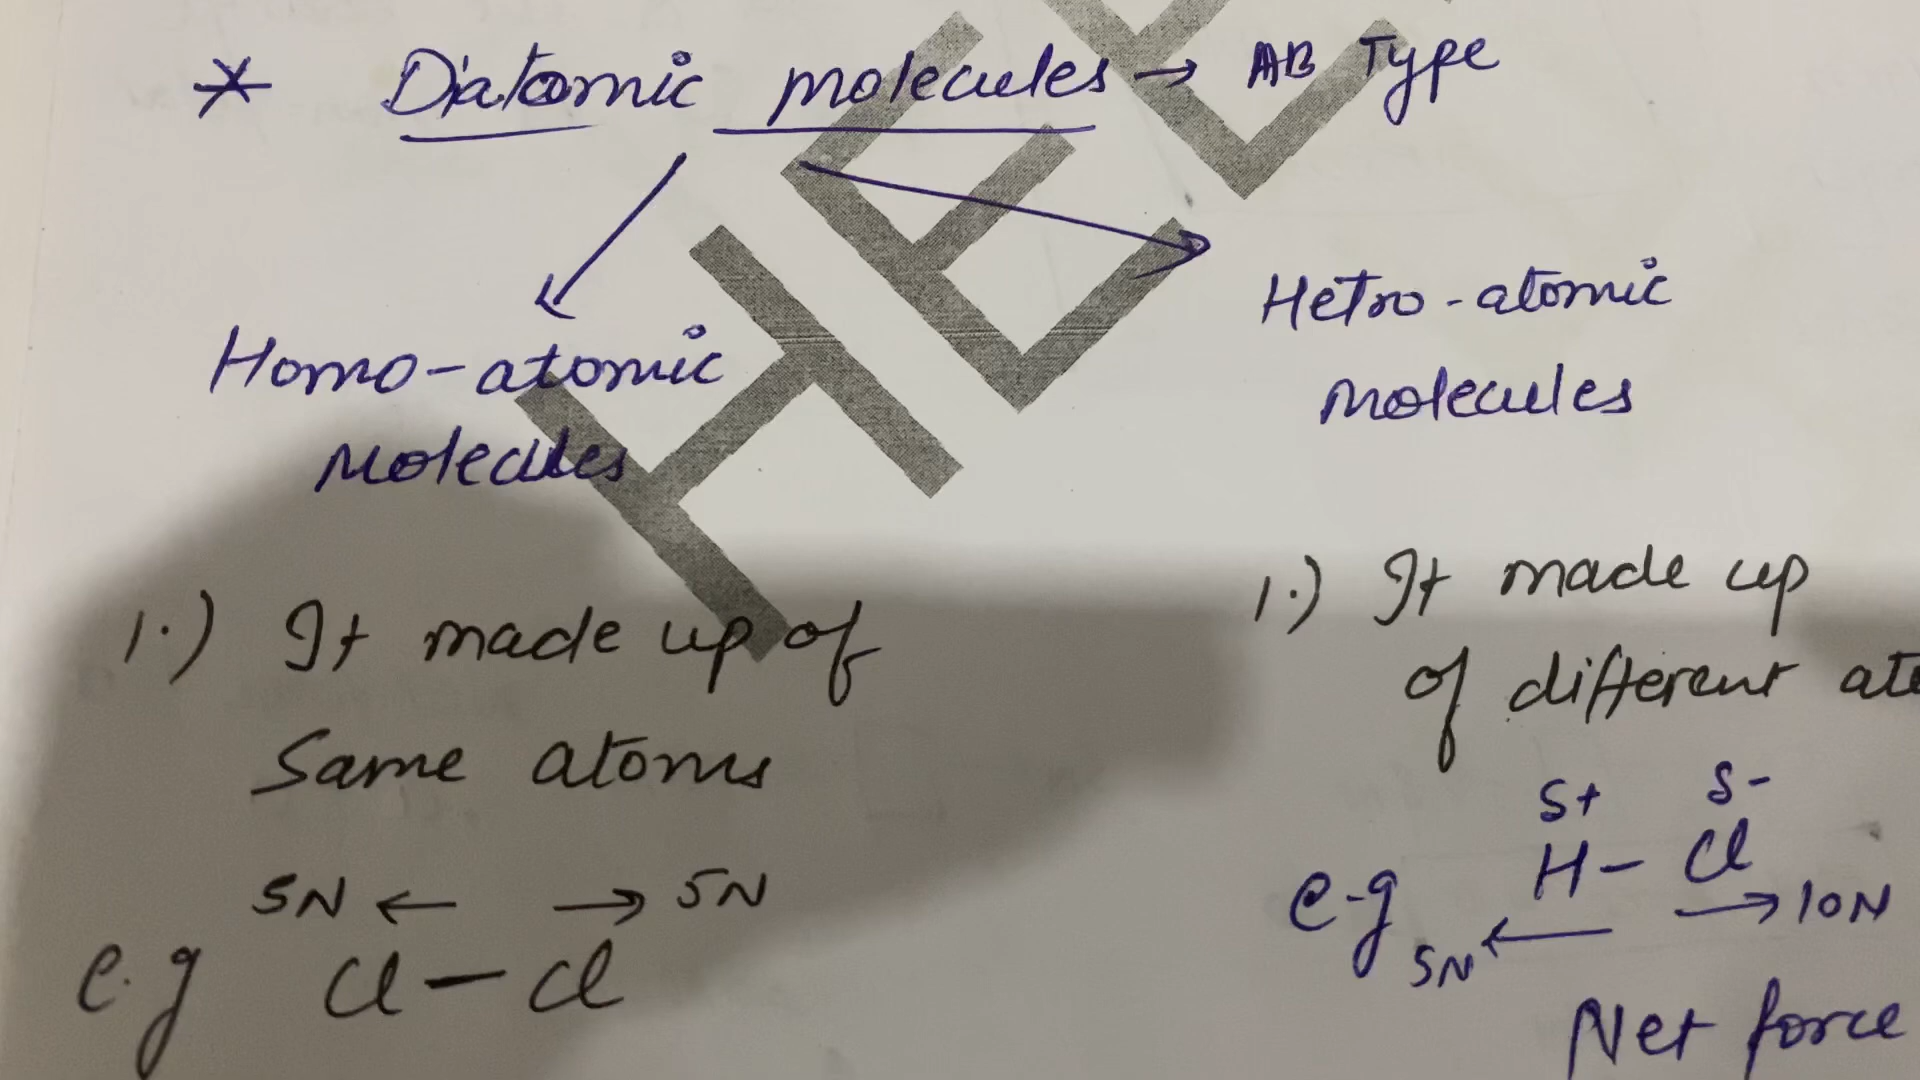 * Diatomic molecules → AB Type
Homo-atomic
Molecules
Hetro-atomic
Molecules
1.) It made up of
Same atoms
5N ← → 5N
e.g Cl – Cl
1.) It made up
of different ato
δ+ δ-
e-g H – Cl
5N ← → 10N
Net force